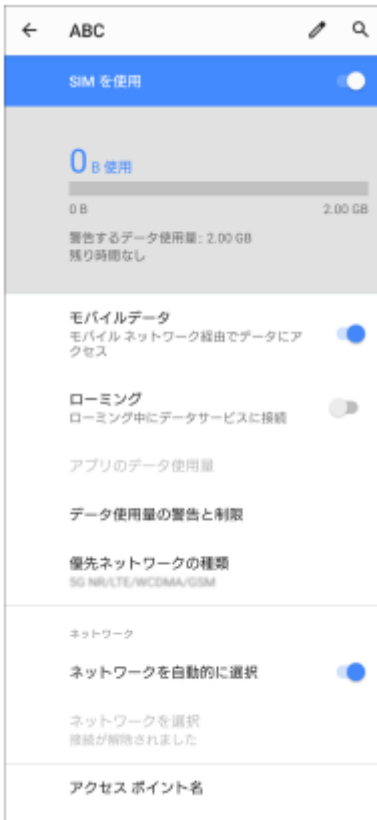 ABC
SIM を使用
0 B 使用
0 B 2.00 GB
警告するデータ使用量: 2.00 GB
残り時間なし
モバイルデータ
モバイル ネットワーク経由でデータにア
クセス
ローミング
ローミング中にデータサービスに接続
アプリのデータ使用量
データ使用量の警告と制限
優先ネットワークの種類
5G NR/LTE/WCDMA/GSM
ネットワーク
ネットワークを自動的に選択
ネットワークを選択
接続が解除されました
アクセス ポイント名